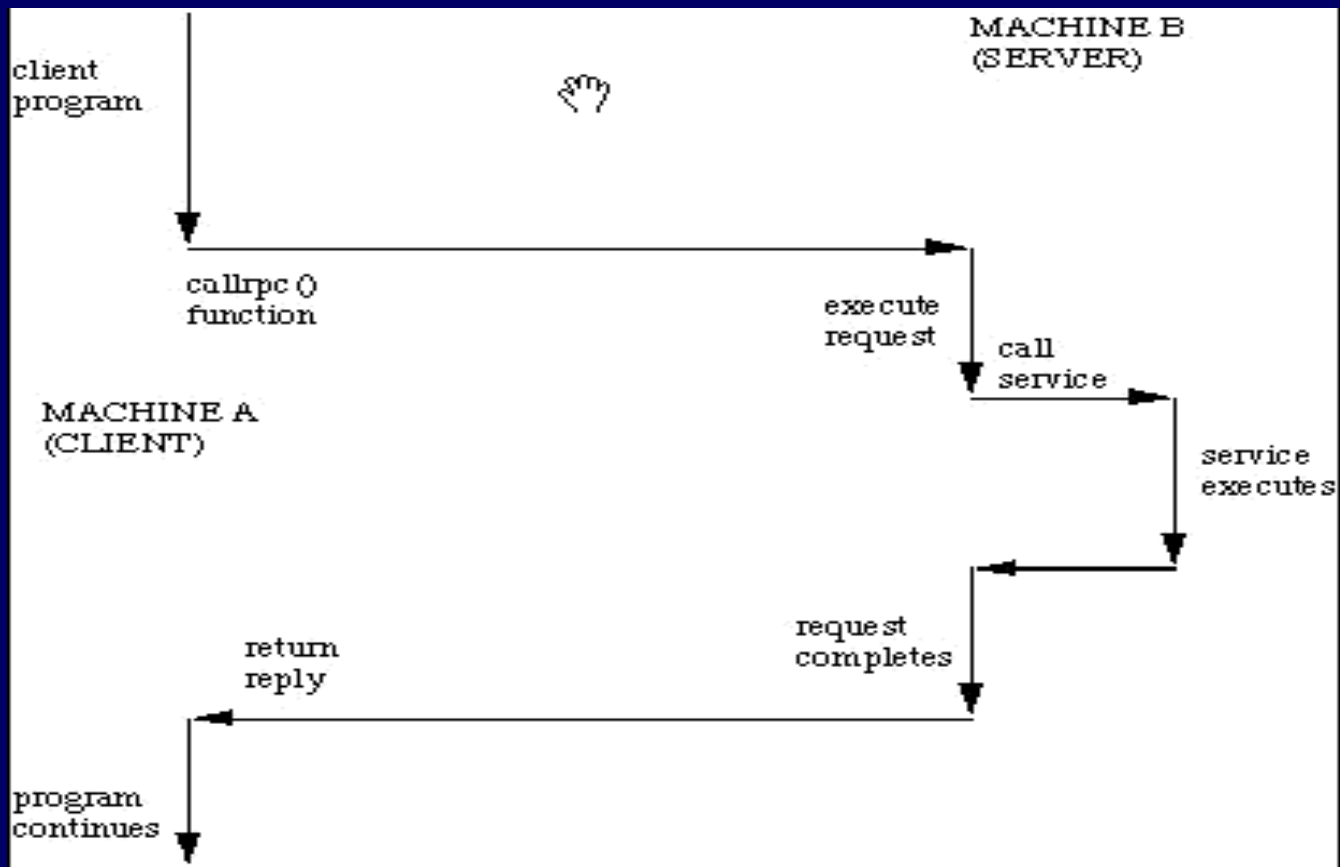 MACHINE B
(SERVER)
client
program
callrpc()
function
execute
request
call
service
MACHINE A
(CLIENT)
service
executes
request
completes
return
reply
program
continues